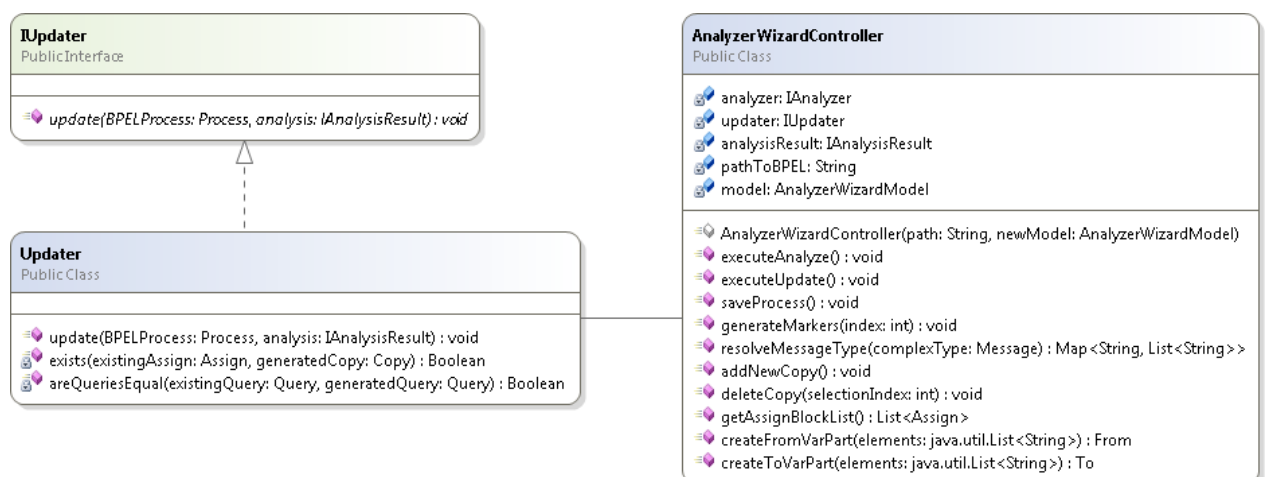 IUpdater
PublicInterface
update(BPELProcess: Process, analysis: IAnalysisResult) : void
Updater
PublicClass
update(BPELProcess: Process, analysis: IAnalysisResult) : void
exists(existingAssign: Assign, generatedCopy: Copy) : Boolean
areQueriesEqual(existingQuery: Query, generatedQuery: Query) : Boolean
AnalyzerWizardController
Public Class
analyzer: IAnalyzer
updater: IUpdater
analysisResult: IAnalysisResult
pathToBPEL: String
model: AnalyzerWizardModel
AnalyzerWizardController(path: String, newModel: AnalyzerWizardModel)
executeAnalyze() : void
executeUpdate() : void
saveProcess() : void
generateMarkers(index: int) : void
resolveMessageType(complexType: Message) : Map<String, List<String>>
addNewCopy() : void
deleteCopy(selectionIndex: int) : void
getAssignBlockList() : List<Assign>
createFromVarPart(elements: java.util.List<String>) : From
createToVarPart(elements: java.util.List<String>) : To